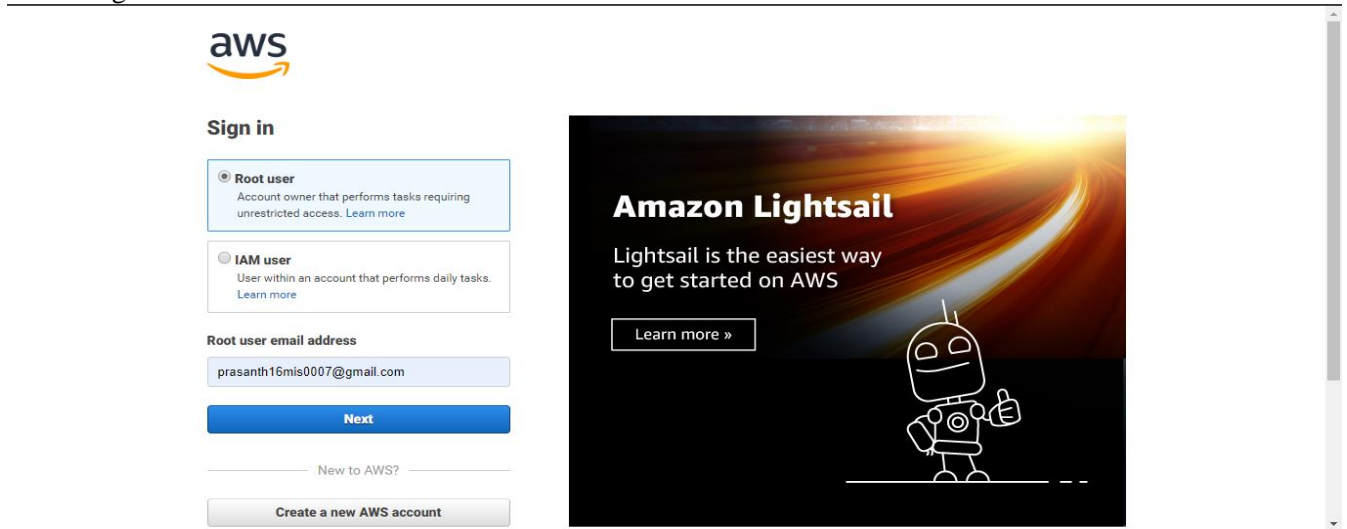 aws
Sign in
Root user
Account owner that performs tasks requiring
unrestricted access. Learn more
IAM user
User within an account that performs daily tasks.
Learn more
Root user email address
prasanth16mis0007@gmail.com
Next
New to AWS?
Create a new AWS account
Amazon Lightsail
Lightsail is the easiest way
to get started on AWS
Learn more »